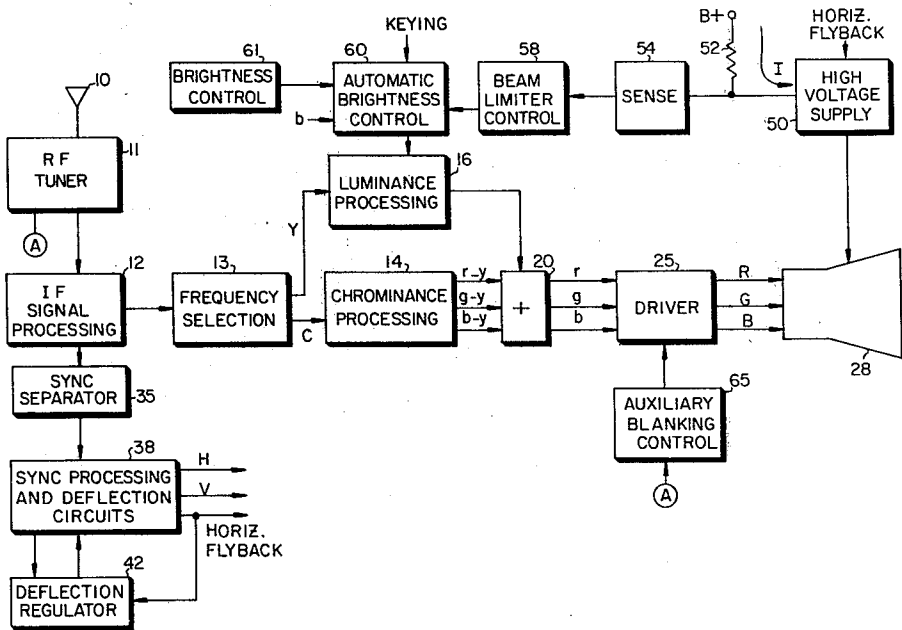 KEYING
B+
HORIZ.
FLYBACK
61
60
58
54
52
I
10
BRIGHTNESS
CONTROL
AUTOMATIC
BRIGHTNESS
CONTROL
b
BEAM
LIMITER
CONTROL
SENSE
HIGH
VOLTAGE
SUPPLY
50
11
RF
TUNER
A
16
LUMINANCE
PROCESSING
Y
12
IF
SIGNAL
PROCESSING
13
FREQUENCY
SELECTION
C
14
CHROMINANCE
PROCESSING
r-y
g-y
b-y
20
+
r
g
b
25
DRIVER
R
G
B
28
SYNC
SEPARATOR
35
65
AUXILIARY
BLANKING
CONTROL
A
38
SYNC PROCESSING
AND DEFLECTION
CIRCUITS
H
V
HORIZ.
FLYBACK
42
DEFLECTION
REGULATOR